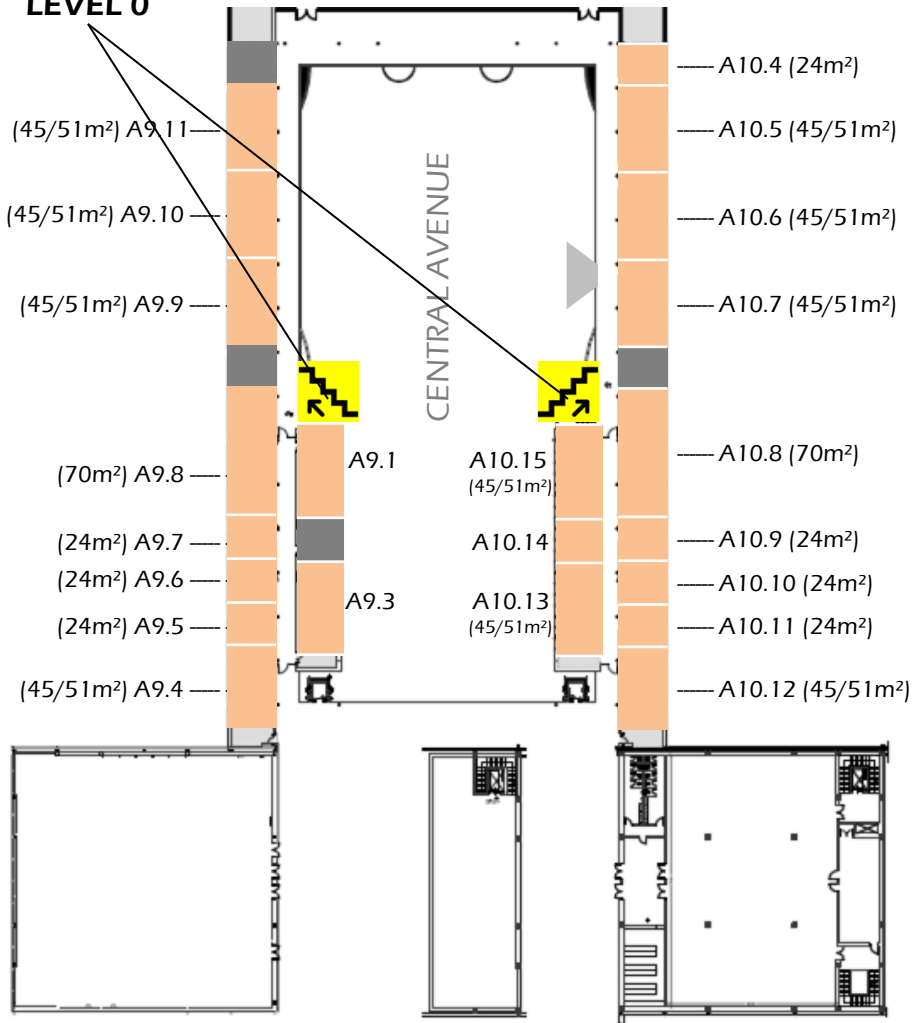 LEVEL 0
A10.4 (24m²)
(45/51m²) A9.11
A10.5 (45/51m²)
(45/51m²) A9.10
A10.6 (45/51m²)
(45/51m²) A9.9
A10.7 (45/51m²)
CENTRAL AVENUE
(70m²) A9.8
A9.1
A10.15
(45/51m²)
A10.8 (70m²)
(24m²) A9.7
A10.14
A10.9 (24m²)
(24m²) A9.6
A10.10 (24m²)
A9.3
A10.13
(45/51m²)
(24m²) A9.5
A10.11 (24m²)
(45/51m²) A9.4
A10.12 (45/51m²)